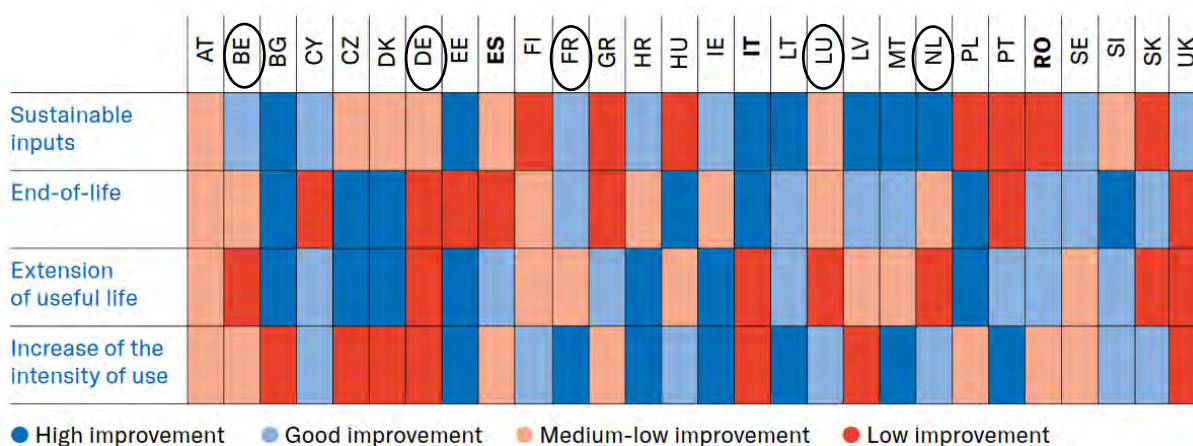 AT BE BG CY CZ DK DE EE ES FI FR GR HR HU IE IT LT LU LV MT NL PL PT RO SE SI SK UK
Sustainable
inputs
End-of-life
Extension
of useful life
Increase of the
intensity of use
High improvement Good improvement Medium-low improvement Low improvement